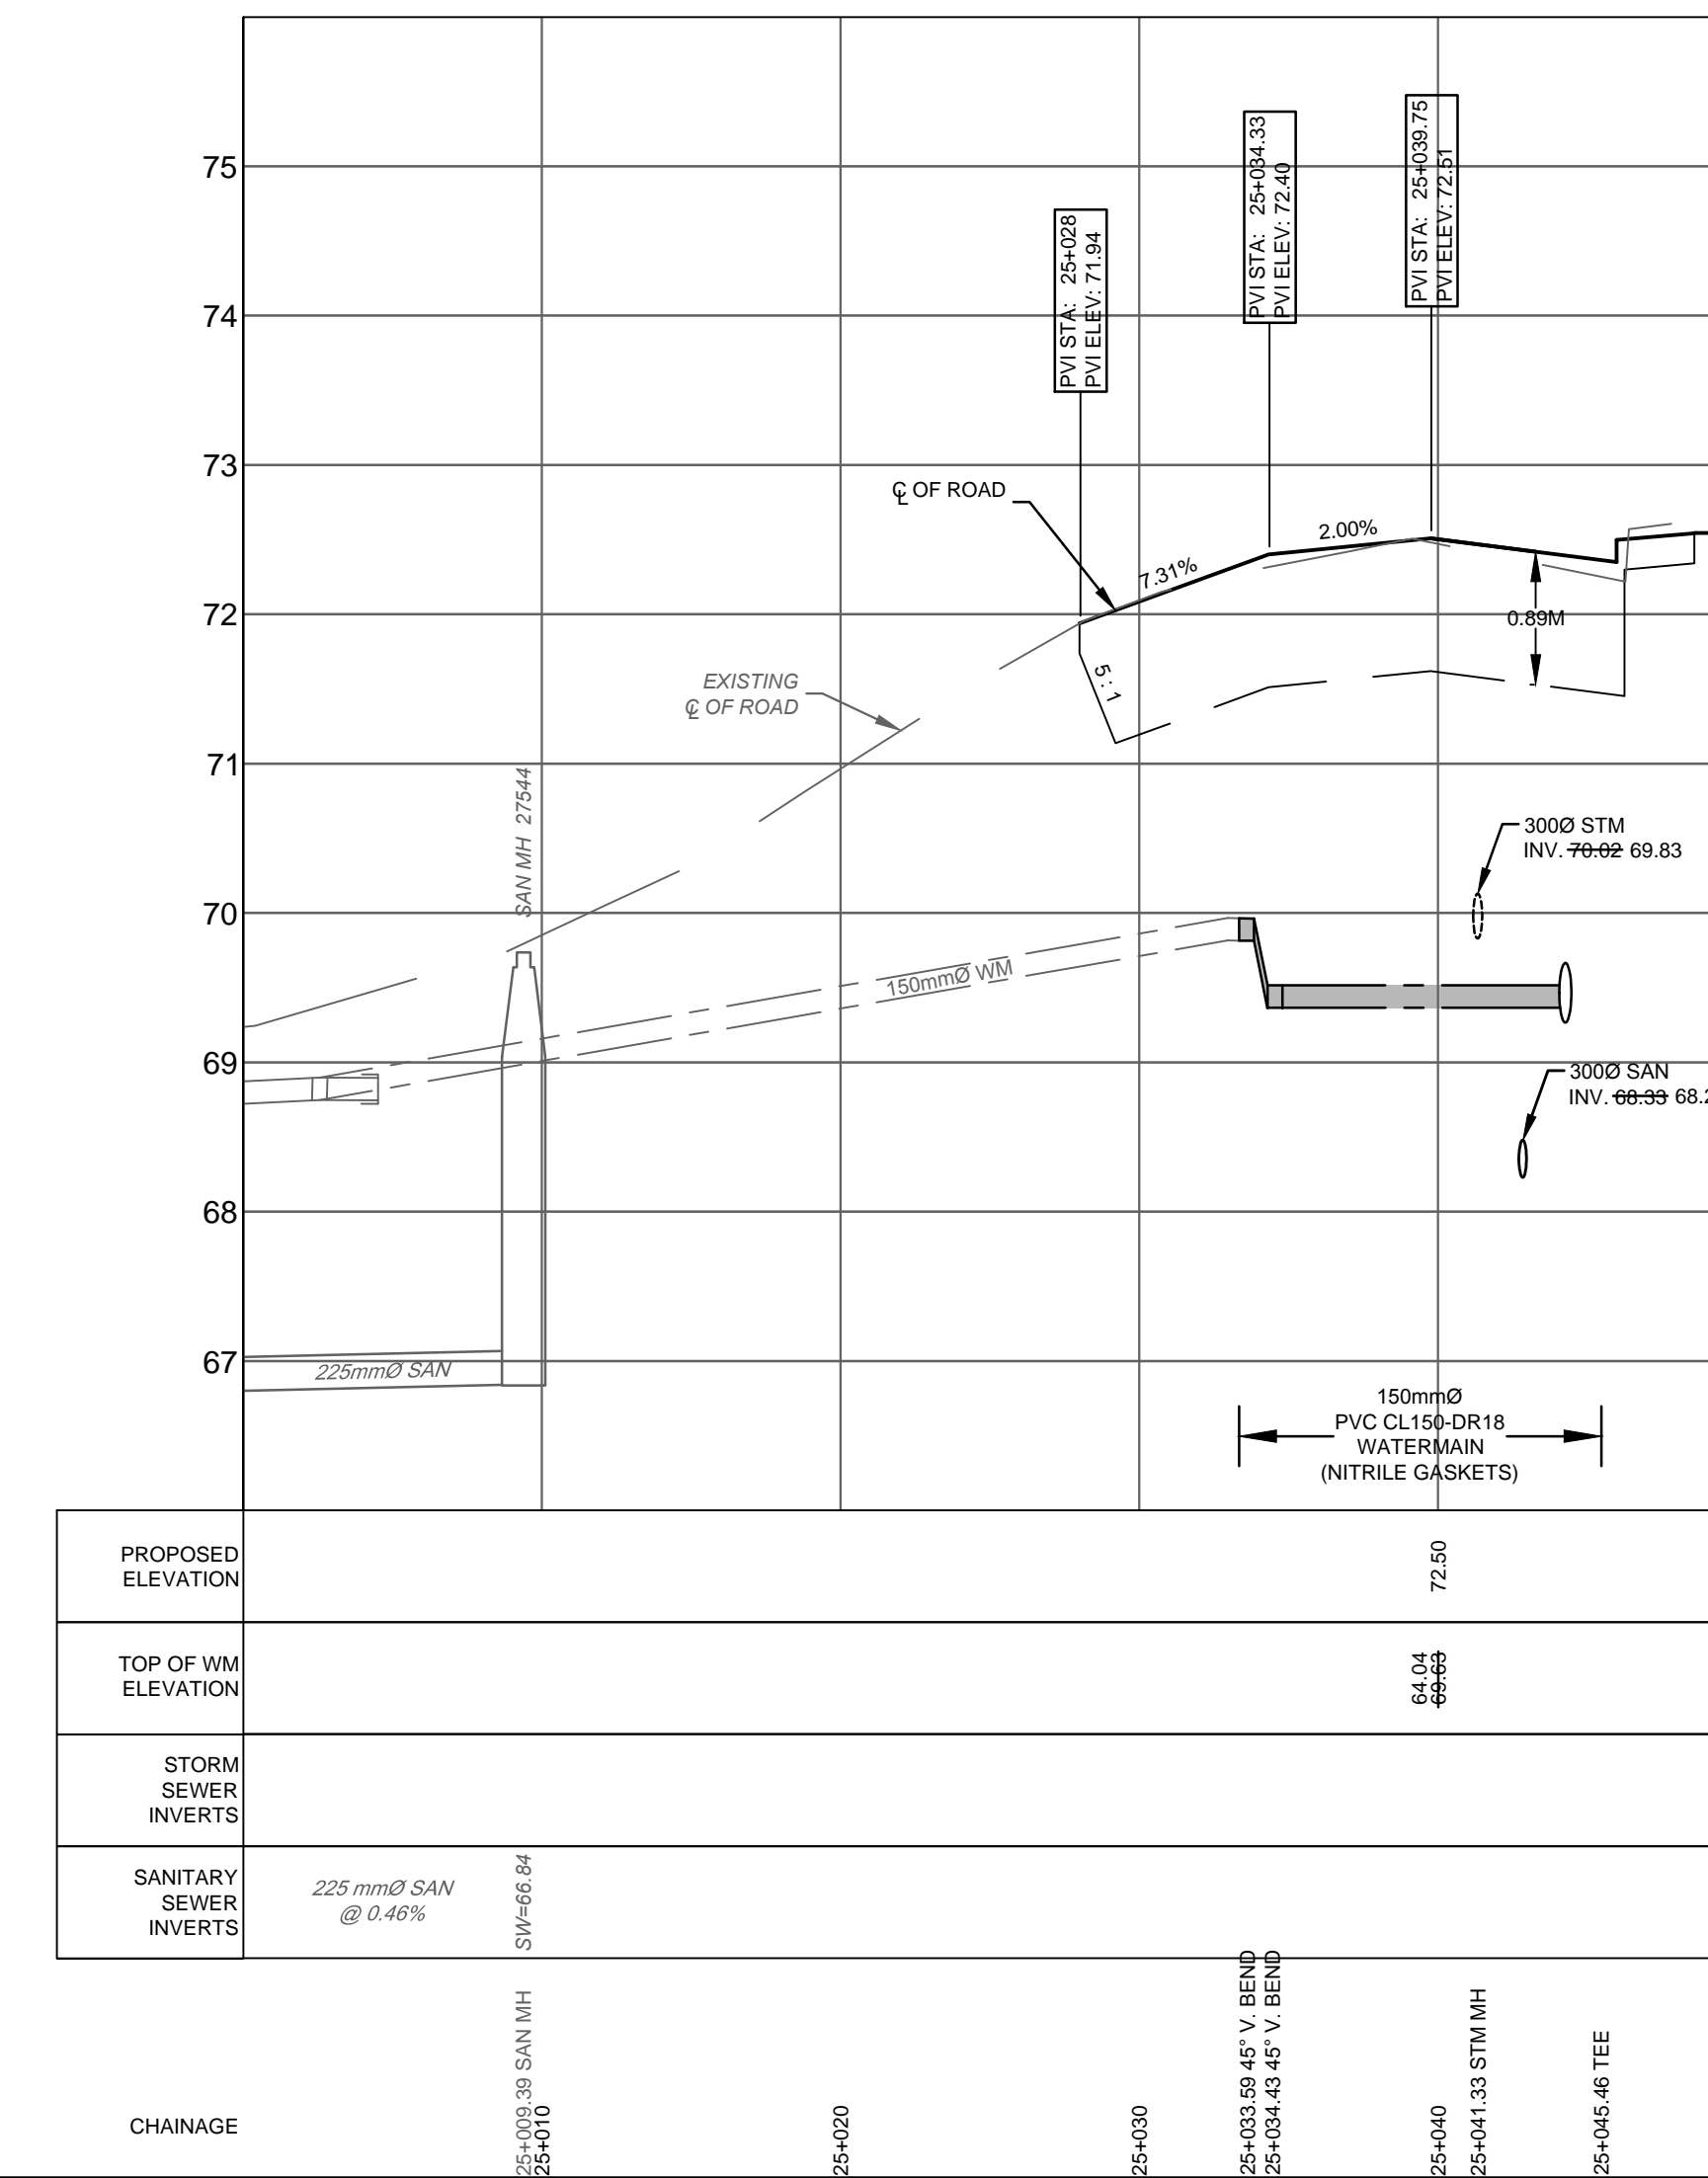 75
74
73
72
71
70
69
68
67
PVI STA: 25+028
PVI ELEV: 71.94
PVI STA: 25+034.33
PVI ELEV: 72.40
PVI STA: 25+039.75
PVI ELEV: 72.51
℄ OF ROAD
7.31%
2.00%
0.89M
5 : 1
EXISTING
℄ OF ROAD
SAN MH 27544
300Ø STM
INV. 70.02 69.83
150mmØ WM
300Ø SAN
INV. 68.33 68.2
225mmØ SAN
150mmØ
PVC CL150-DR18
WATERMAIN
(NITRILE GASKETS)
PROPOSED
ELEVATION
72.50
TOP OF WM
ELEVATION
64.04
69.63
STORM
SEWER
INVERTS
SANITARY
SEWER
INVERTS
225 mmØ SAN
@ 0.46%
SW=66.84
CHAINAGE
25+009.39 SAN MH
25+010
25+020
25+030
25+033.59 45° V. BEND
25+034.43 45° V. BEND
25+040
25+041.33 STM MH
25+045.46 TEE